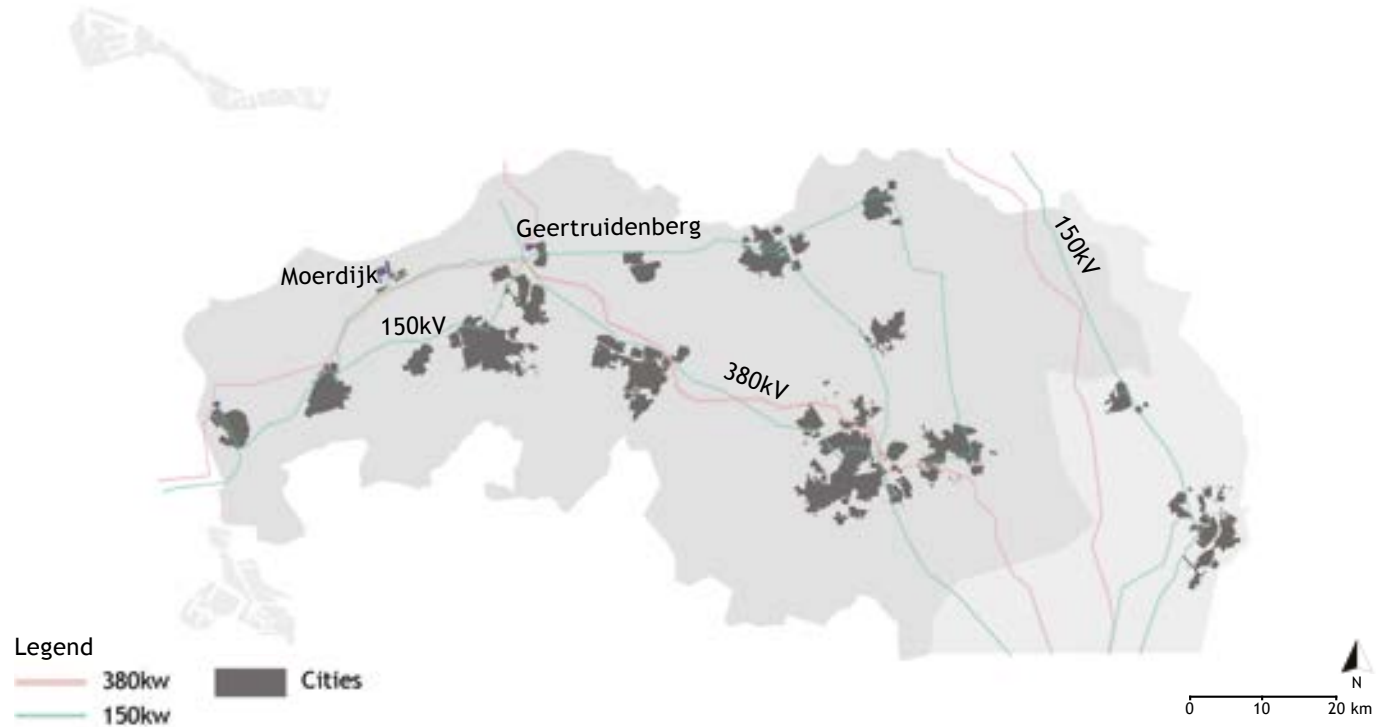 Geertruidenberg
150kV
Moerdijk
150kV
380kV
Legend
380kw
Cities
150kw
N
0 10 20 km